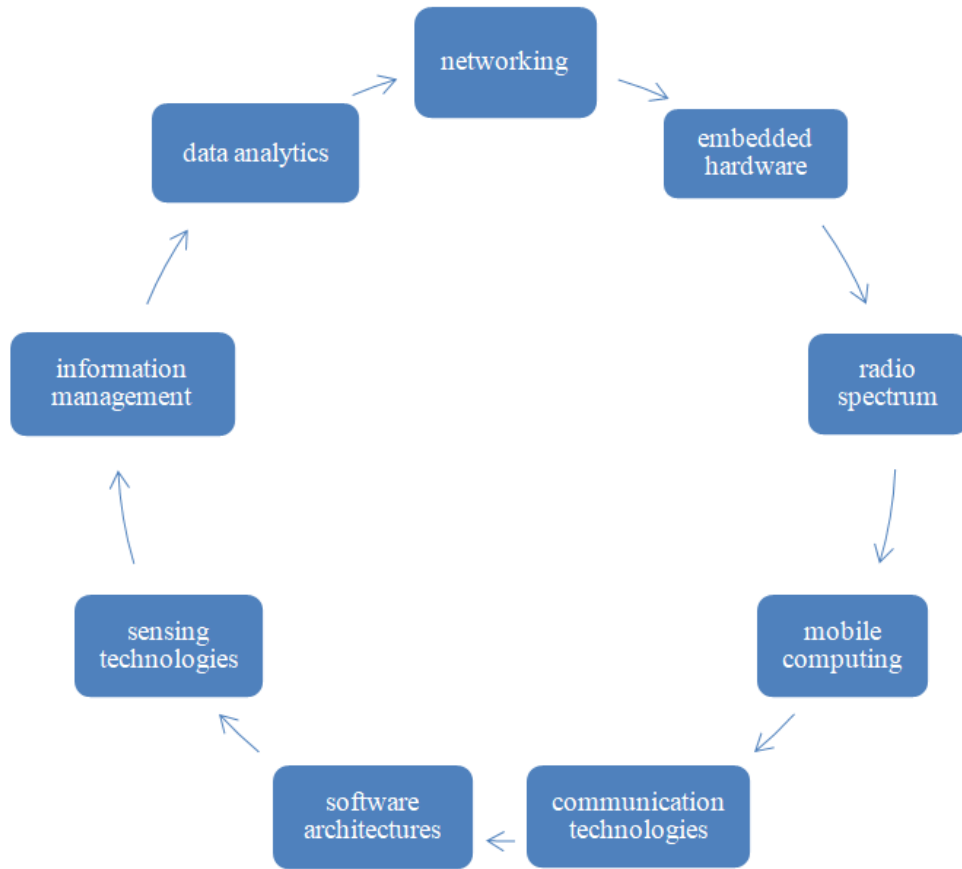 networking
embedded
hardware
radio
spectrum
mobile
computing
communication
technologies
software
architectures
sensing
technologies
information
management
data analytics